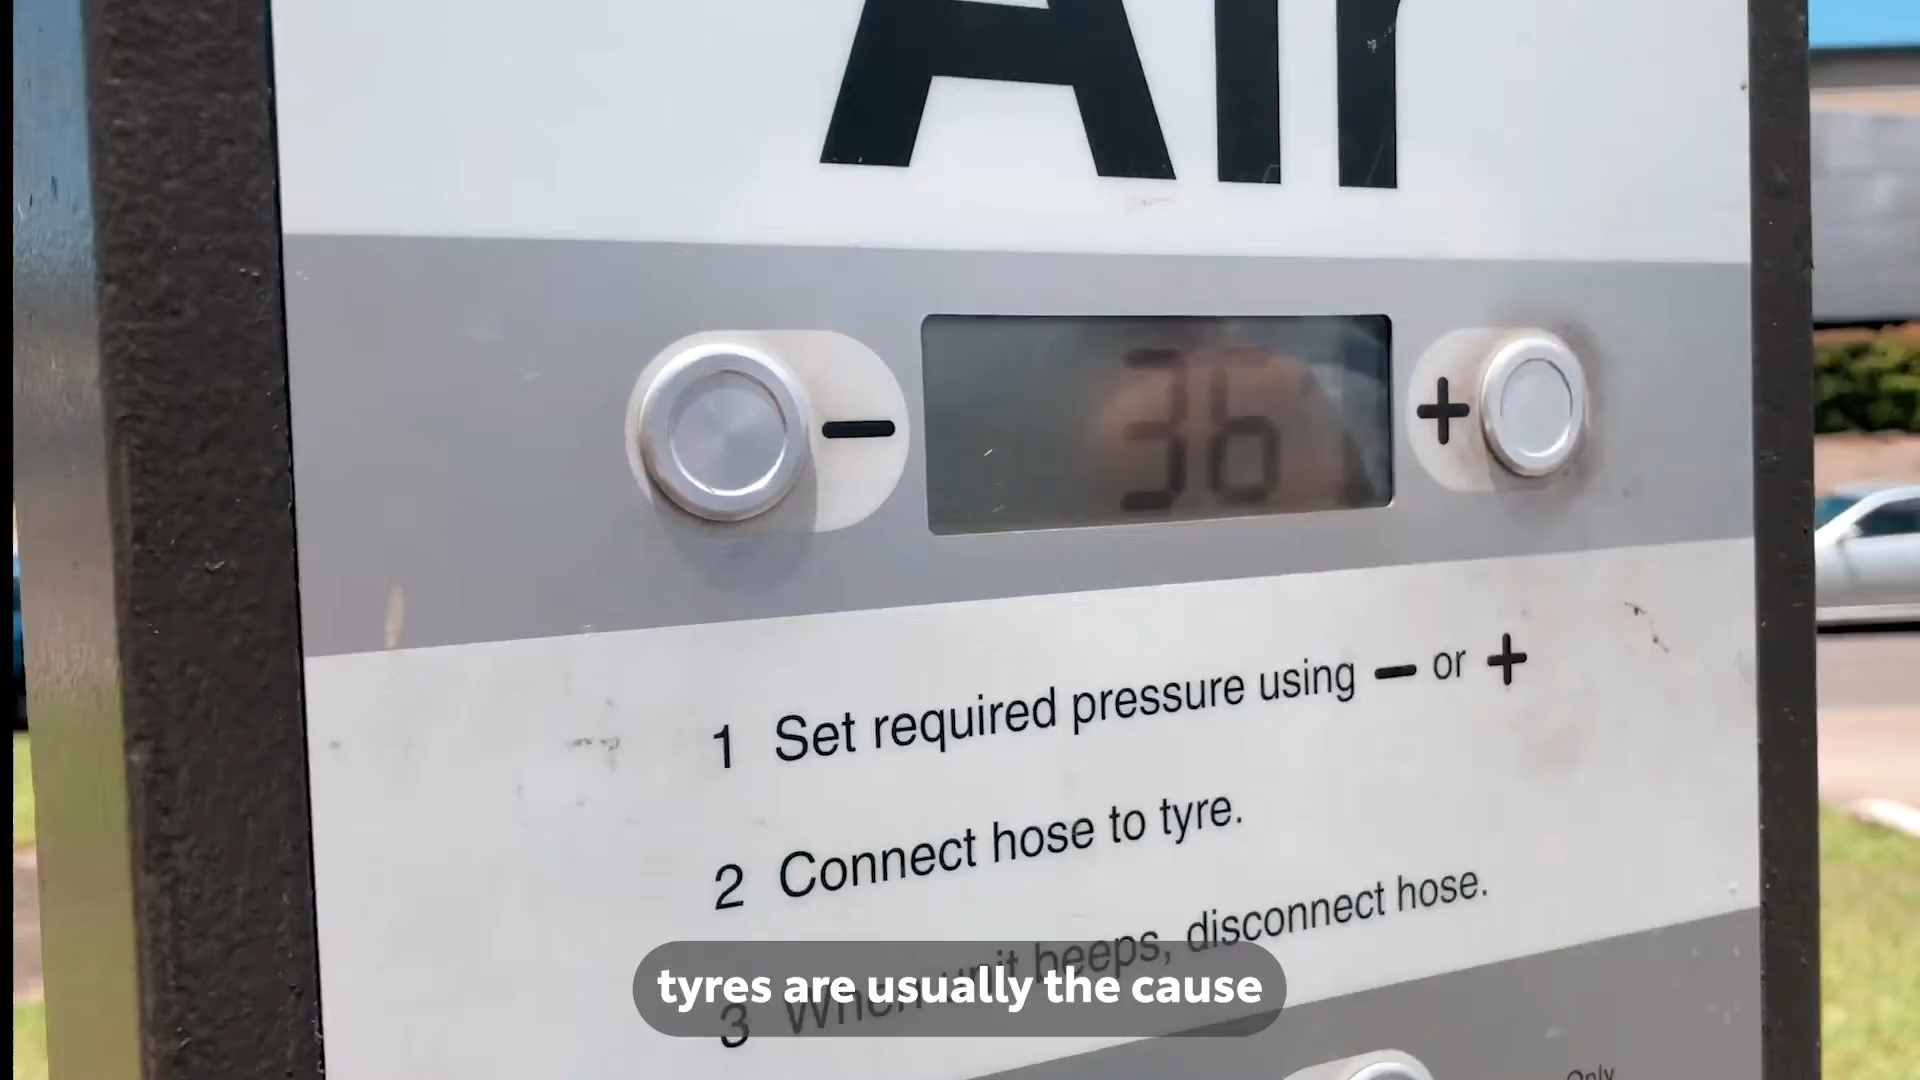 Air
− 36 +
1 Set required pressure using − or +
2 Connect hose to tyre.
3 When unit beeps, disconnect hose.
tyres are usually the cause
Only